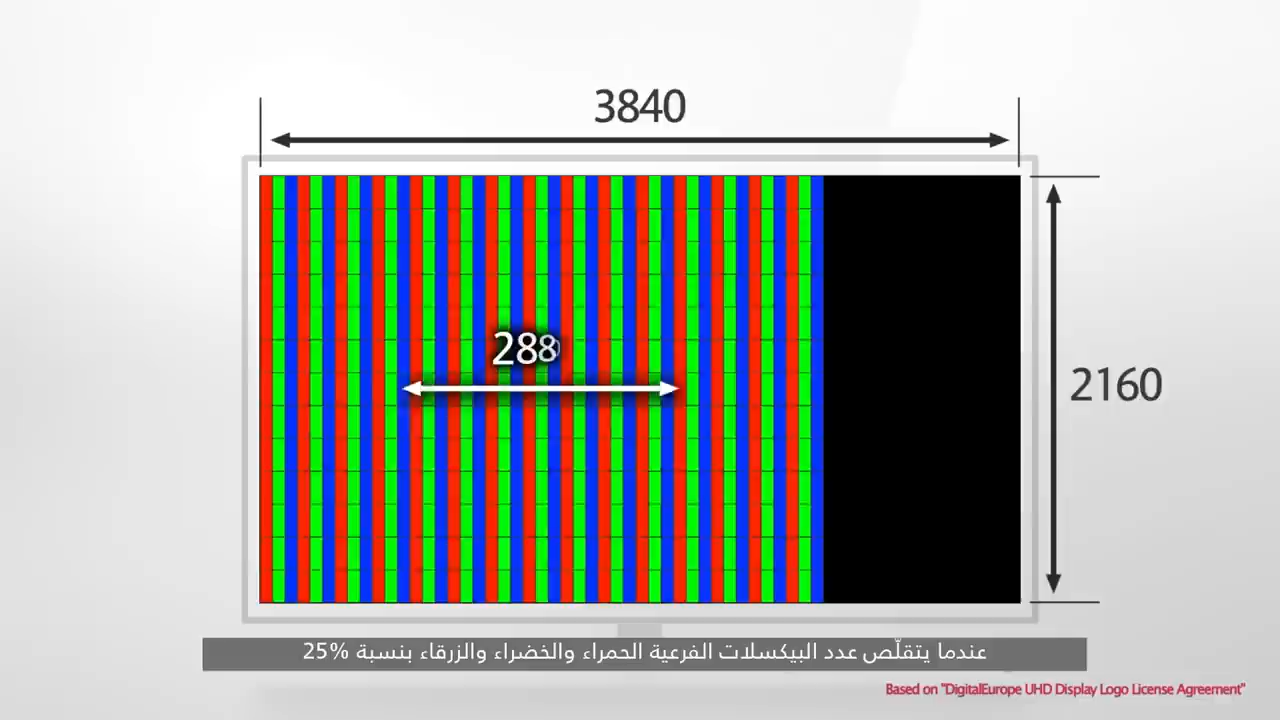 3840
288
2160
عندما يتقلّص عدد البيكسلات الفرعية الحمراء والخضراء والزرقاء بنسبة 25%
Based on "DigitalEurope UHD Display Logo License Agreement"